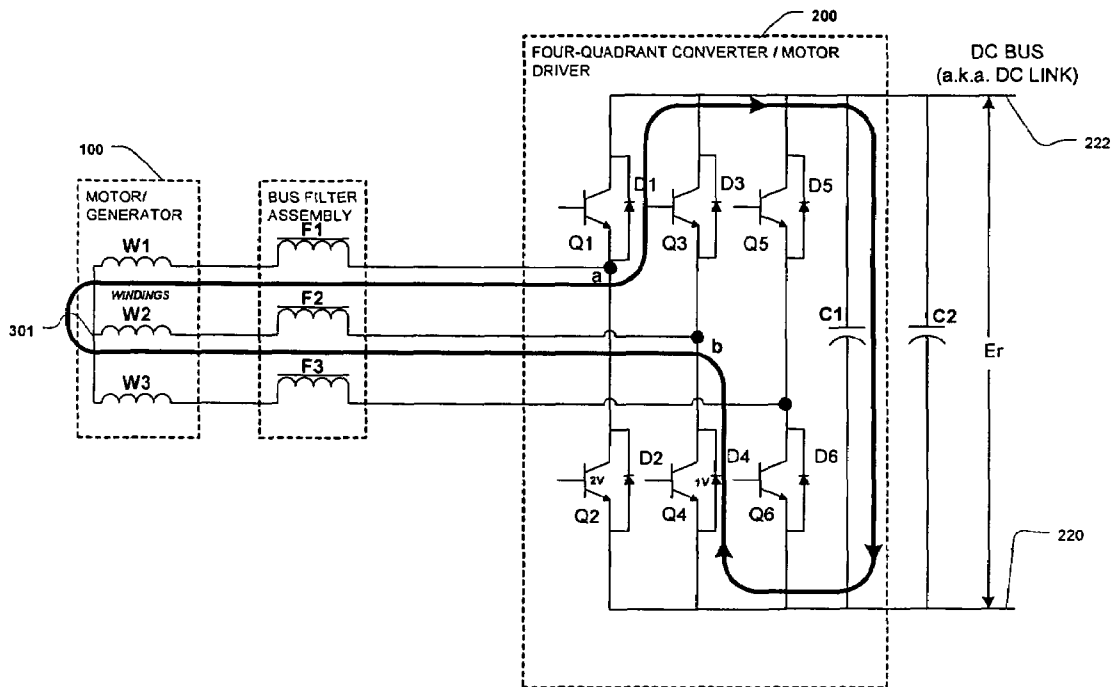 200
FOUR-QUADRANT CONVERTER / MOTOR
DRIVER
DC BUS
(a.k.a. DC LINK)
222
100
MOTOR/
GENERATOR
BUS FILTER
ASSEMBLY
D1
D3
D5
Q1
Q3
Q5
W1
F1
a
WINDINGS
301
W2
F2
b
C1
C2
Er
W3
F3
2V
D2
1V
D4
D6
Q2
Q4
Q6
220